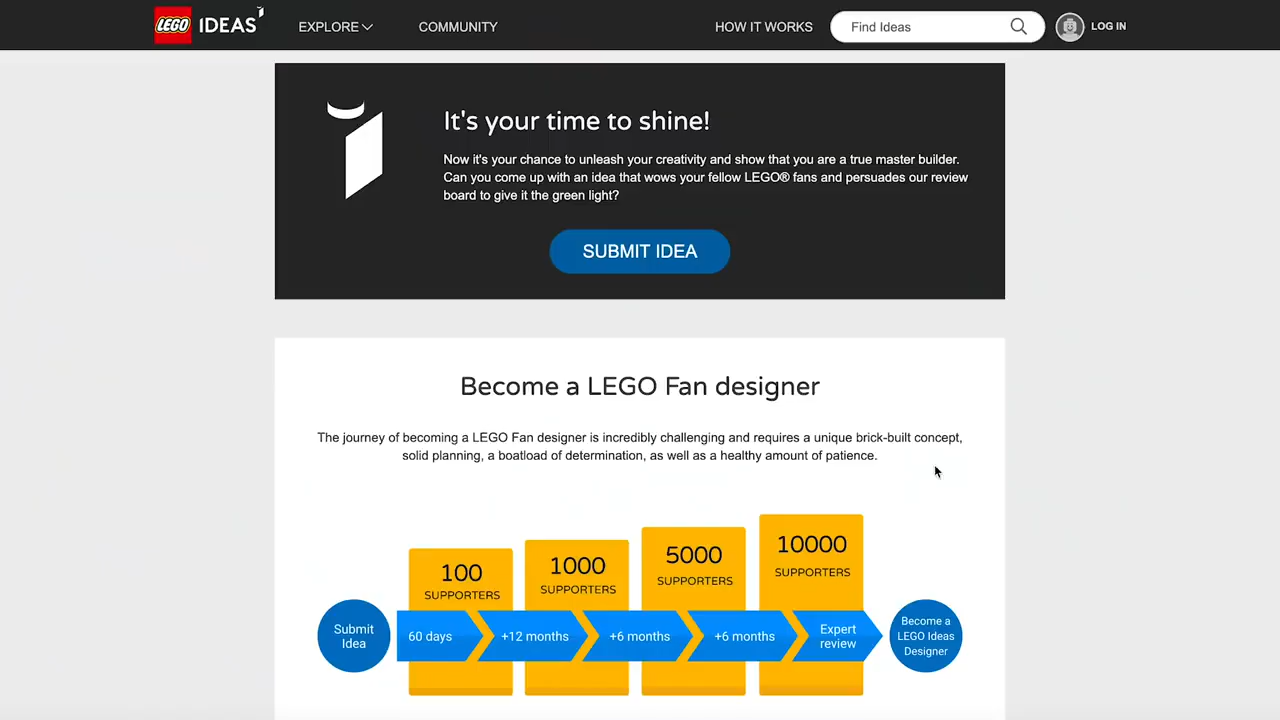 LEGO IDEAS EXPLORE COMMUNITY HOW IT WORKS Find Ideas LOG IN
It's your time to shine!
Now it's your chance to unleash your creativity and show that you are a true master builder.
Can you come up with an idea that wows your fellow LEGO® fans and persuades our review
board to give it the green light?
SUBMIT IDEA
Become a LEGO Fan designer
The journey of becoming a LEGO Fan designer is incredibly challenging and requires a unique brick-built concept,
solid planning, a boatload of determination, as well as a healthy amount of patience.
100
SUPPORTERS
1000
SUPPORTERS
5000
SUPPORTERS
10000
SUPPORTERS
Submit
Idea
60 days
+12 months
+6 months
+6 months
Expert
review
Become a
LEGO Ideas
Designer